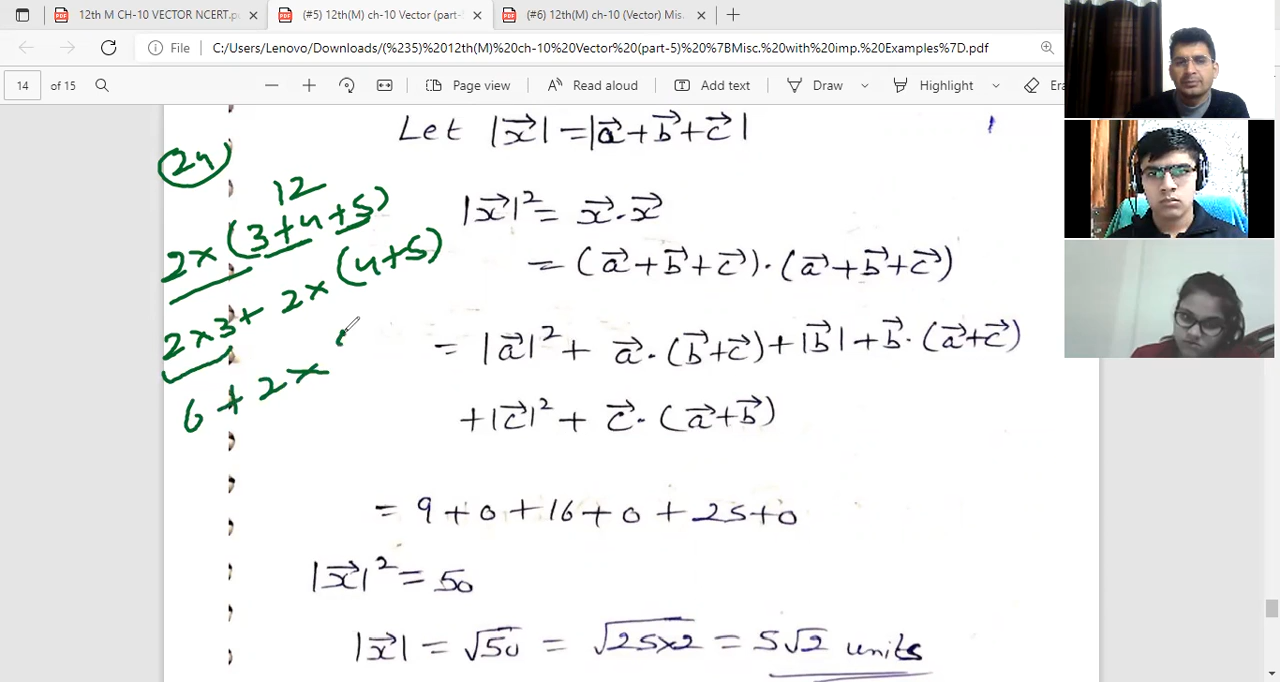 12th M CH-10 VECTOR NCERT.p
(#5) 12th(M) ch-10 Vector (part-
(#6) 12th(M) ch-10 (Vector) Mis.
File
C:/Users/Lenovo/Downloads/(%235)%2012th(M)%20ch-10%20Vector%20(part-5)%20%7BMisc.%20with%20imp.%20Examples%7D.pdf
14 of 15
Page view
Read aloud
Add text
Draw
Highlight
Era
Let |x⃗| = |a⃗+b⃗+c⃗|
|x⃗|² = x⃗·x⃗
= (a⃗+b⃗+c⃗)·(a⃗+b⃗+c⃗)
= |a⃗|² + a⃗·(b⃗+c⃗)+|b⃗|+b⃗·(a⃗+c⃗)
+|c⃗|² + c⃗·(a⃗+b⃗)
= 9+0+16+0+25+0
|x⃗|² = 50
|x⃗| = √50 = √25×2 = 5√2 units
24
12
2×(3+4+5)
2×3+2×(4+5)
6+2×